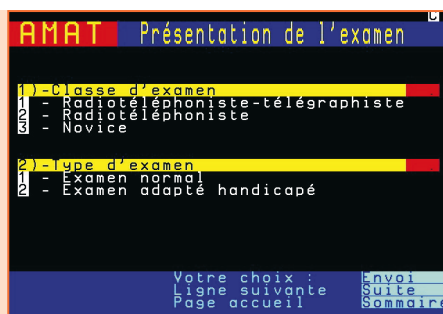 C
AMAT Présentation de l'examen
1)-Classe d'examen
1 - Radiotéléphoniste-télégraphiste
2 - Radiotéléphoniste
3 - Novice
2)-Type d'examen
1 - Examen normal
2 - Examen adapté handicapé
Votre choix : Envoi
Ligne suivante Suite
Page accueil Sommaire